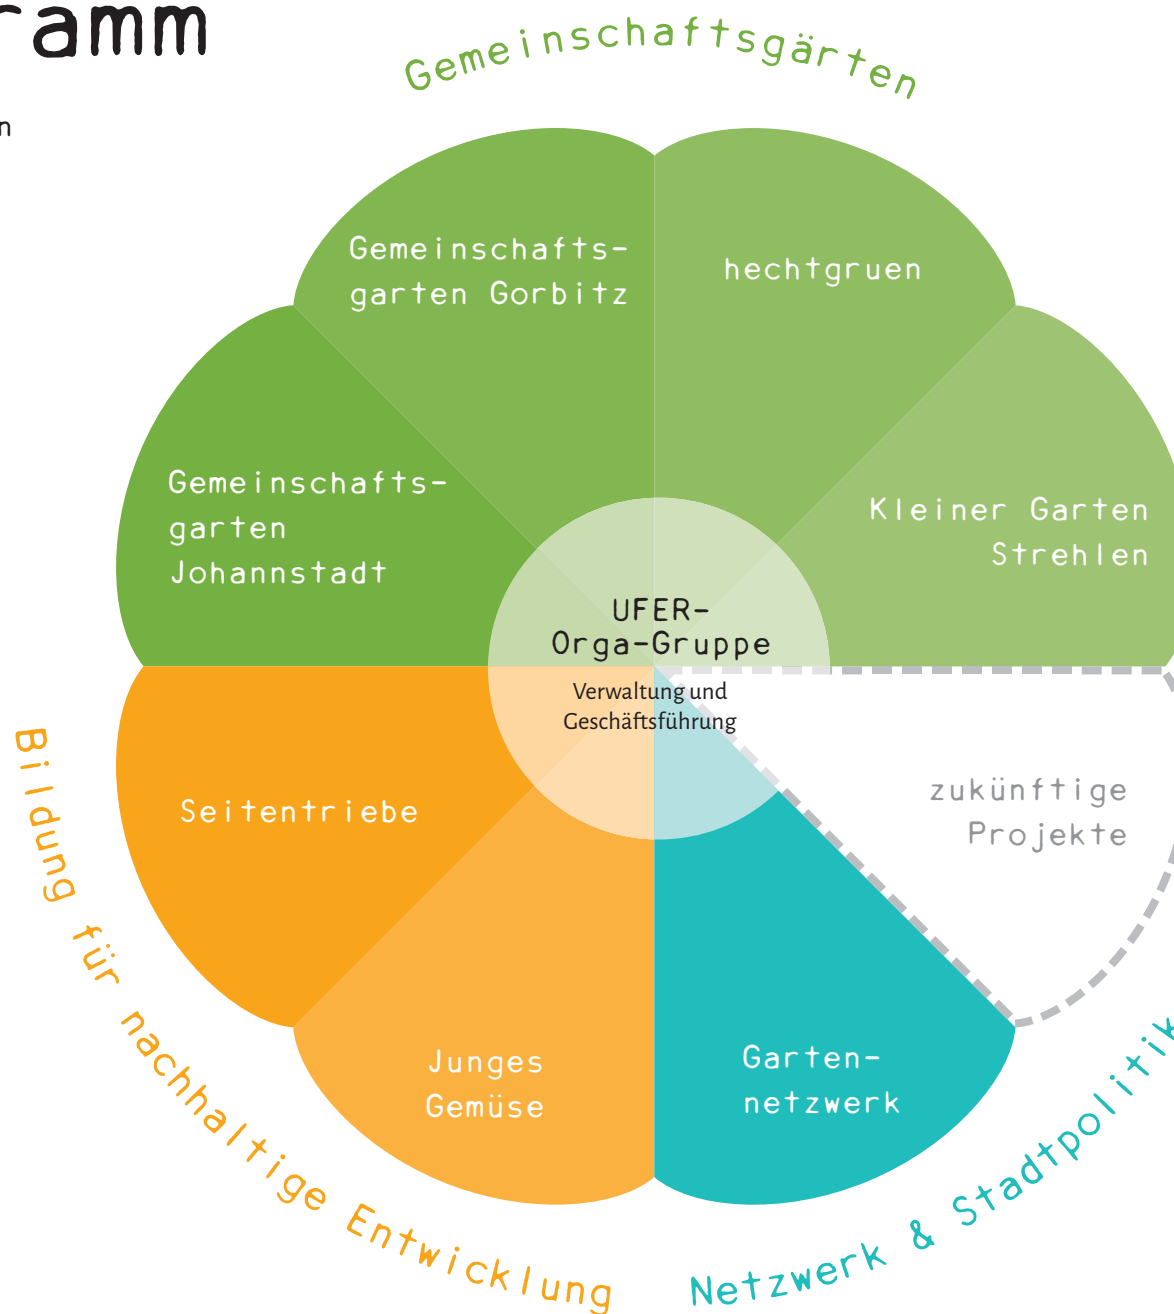 ramm
n
Gemeinschaftsgärten
Gemeinschafts-
garten Gorbitz
hechtgruen
Gemeinschafts-
garten
Johannstadt
Kleiner Garten
Strehlen
UFER-
Orga-Gruppe
Verwaltung und
Geschäftsführung
Seitentriebe
zukünftige
Projekte
Junges
Gemüse
Garten-
netzwerk
Bildung für nachhaltige Entwicklung
Netzwerk & Stadtpolitik